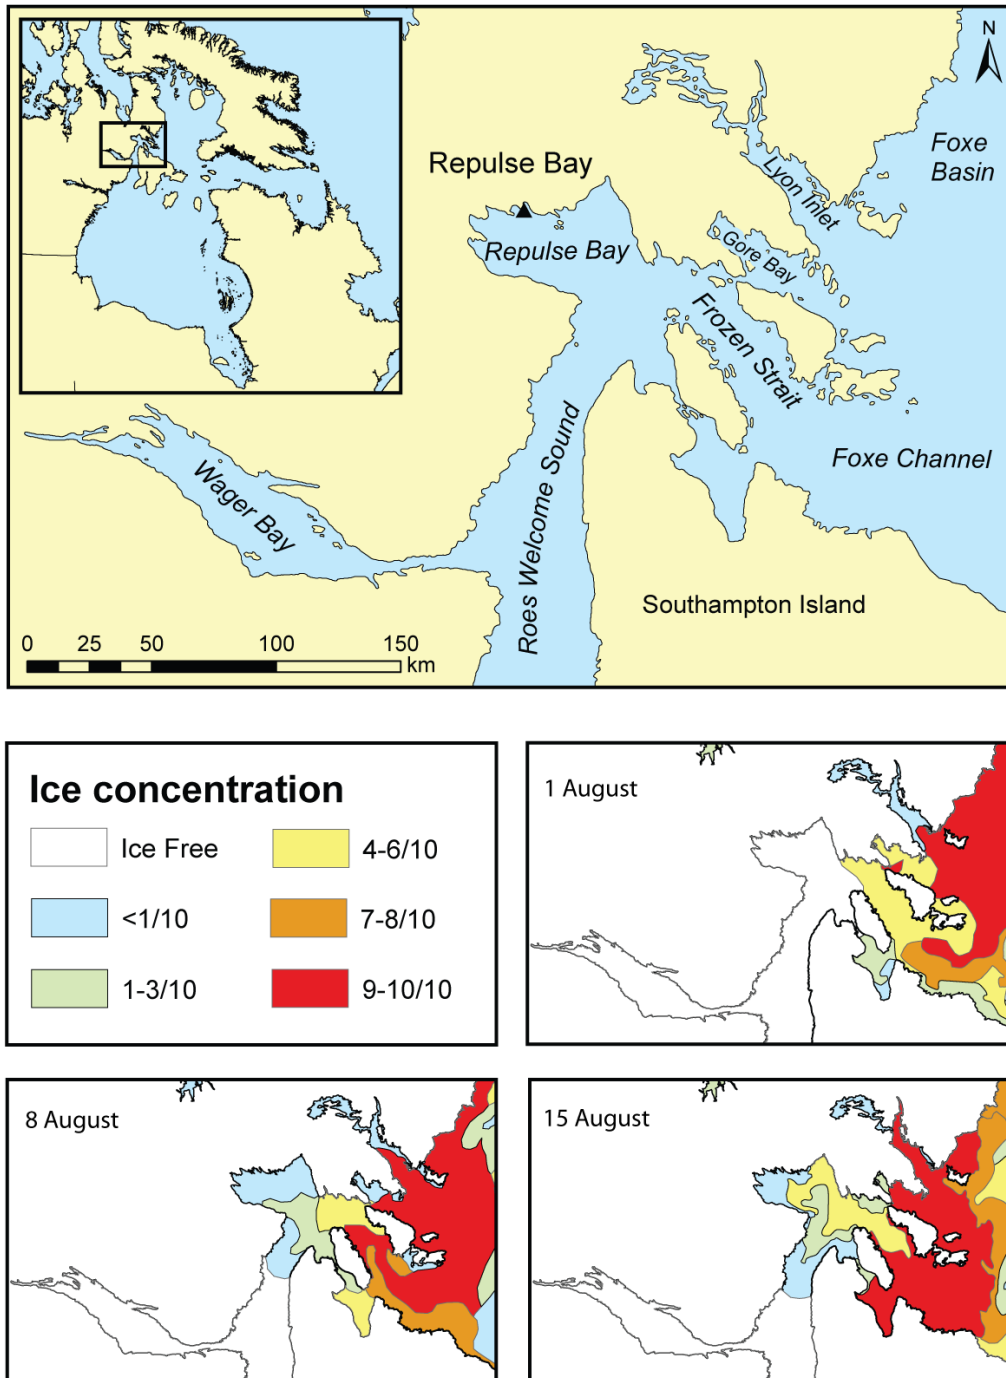 N
Foxe
Basin
Lyon Inlet
Repulse Bay
Repulse Bay
Gore Bay
Frozen Strait
Foxe Channel
Wager Bay
Roes Welcome Sound
Southampton Island
0 25 50 100 150
km
Ice concentration
Ice Free
4-6/10
<1/10
7-8/10
1-3/10
9-10/10
1 August
8 August
15 August